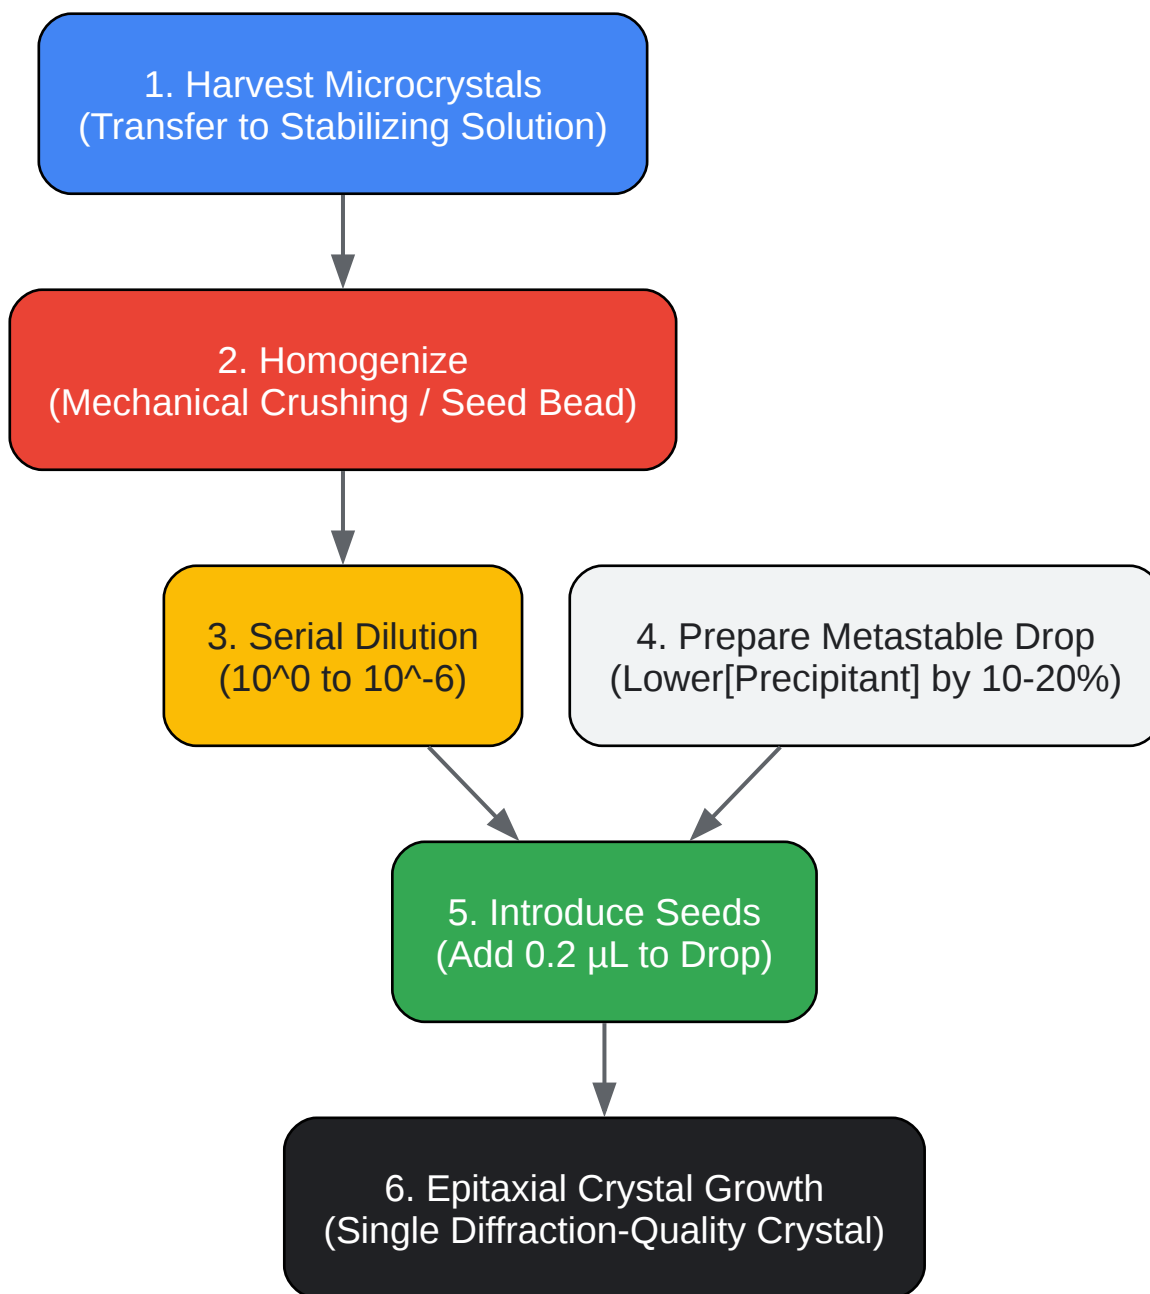 1. Harvest Microcrystals
(Transfer to Stabilizing Solution)
2. Homogenize
(Mechanical Crushing / Seed Bead)
3. Serial Dilution
(10^0 to 10^-6)
4. Prepare Metastable Drop
(Lower[Precipitant] by 10-20%)
5. Introduce Seeds
(Add 0.2 µL to Drop)
6. Epitaxial Crystal Growth
(Single Diffraction-Quality Crystal)